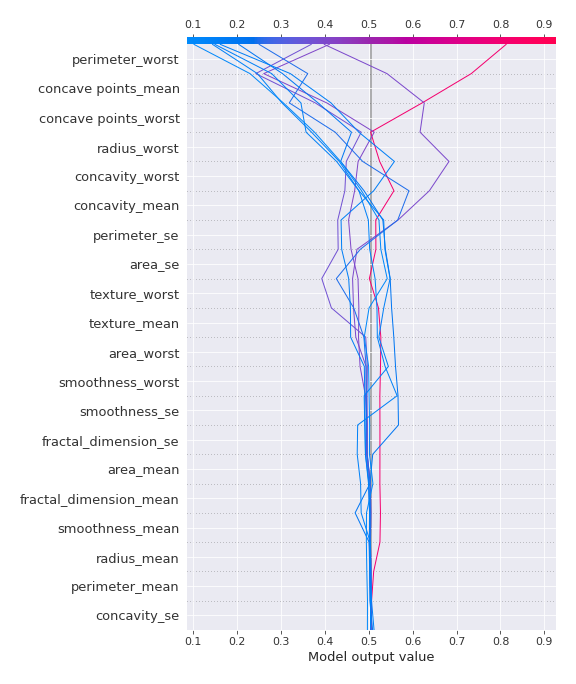 0.1 0.2 0.3 0.4 0.5 0.6 0.7 0.8 0.9
perimeter_worst
concave points_mean
concave points_worst
radius_worst
concavity_worst
concavity_mean
perimeter_se
area_se
texture_worst
texture_mean
area_worst
smoothness_worst
smoothness_se
fractal_dimension_se
area_mean
fractal_dimension_mean
smoothness_mean
radius_mean
perimeter_mean
concavity_se
0.1 0.2 0.3 0.4 0.5 0.6 0.7 0.8 0.9
Model output value